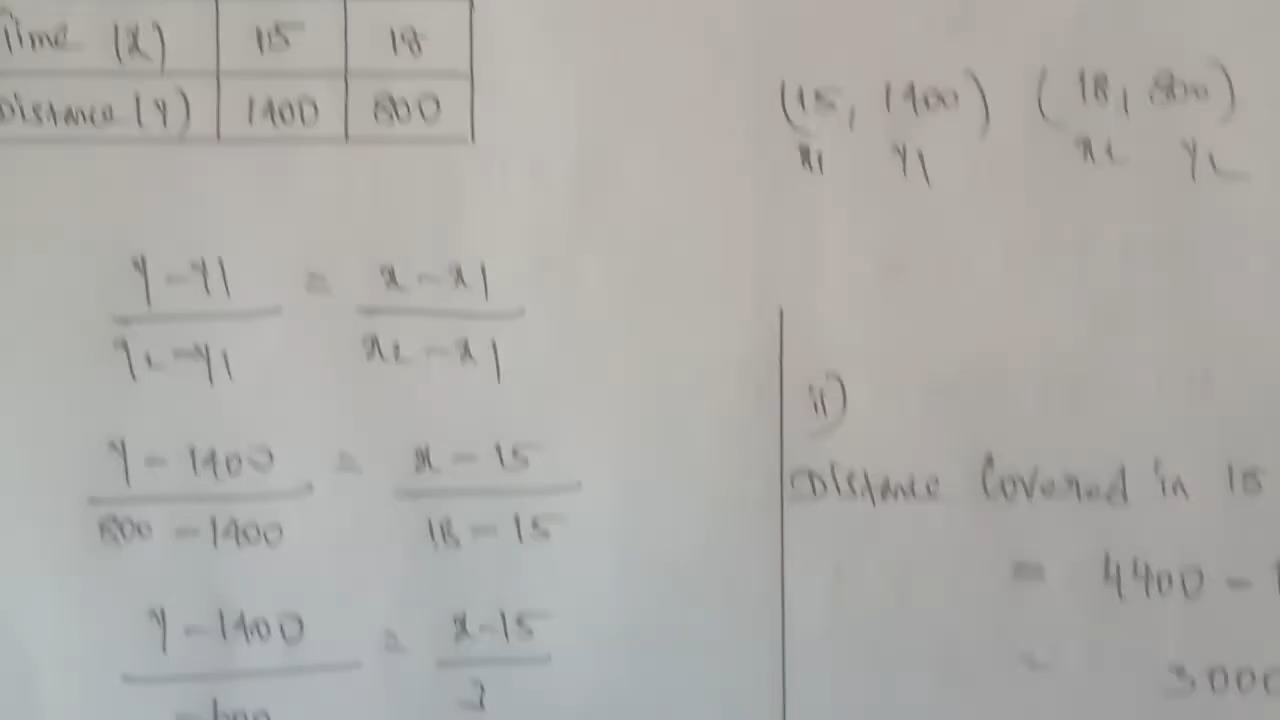 Time (x) 15 18
Distance (y) 1400 800
(15, 1400) (18, 800)
x1 y1 x2 y2
y - y1 / y2 - y1 = x - x1 / x2 - x1
y - 1400 / 800 - 1400 = x - 15 / 18 - 15
y - 1400 / -600 = x - 15 / 3
ii)
Distance Covered in 15
= 4400 - 1
= 3000